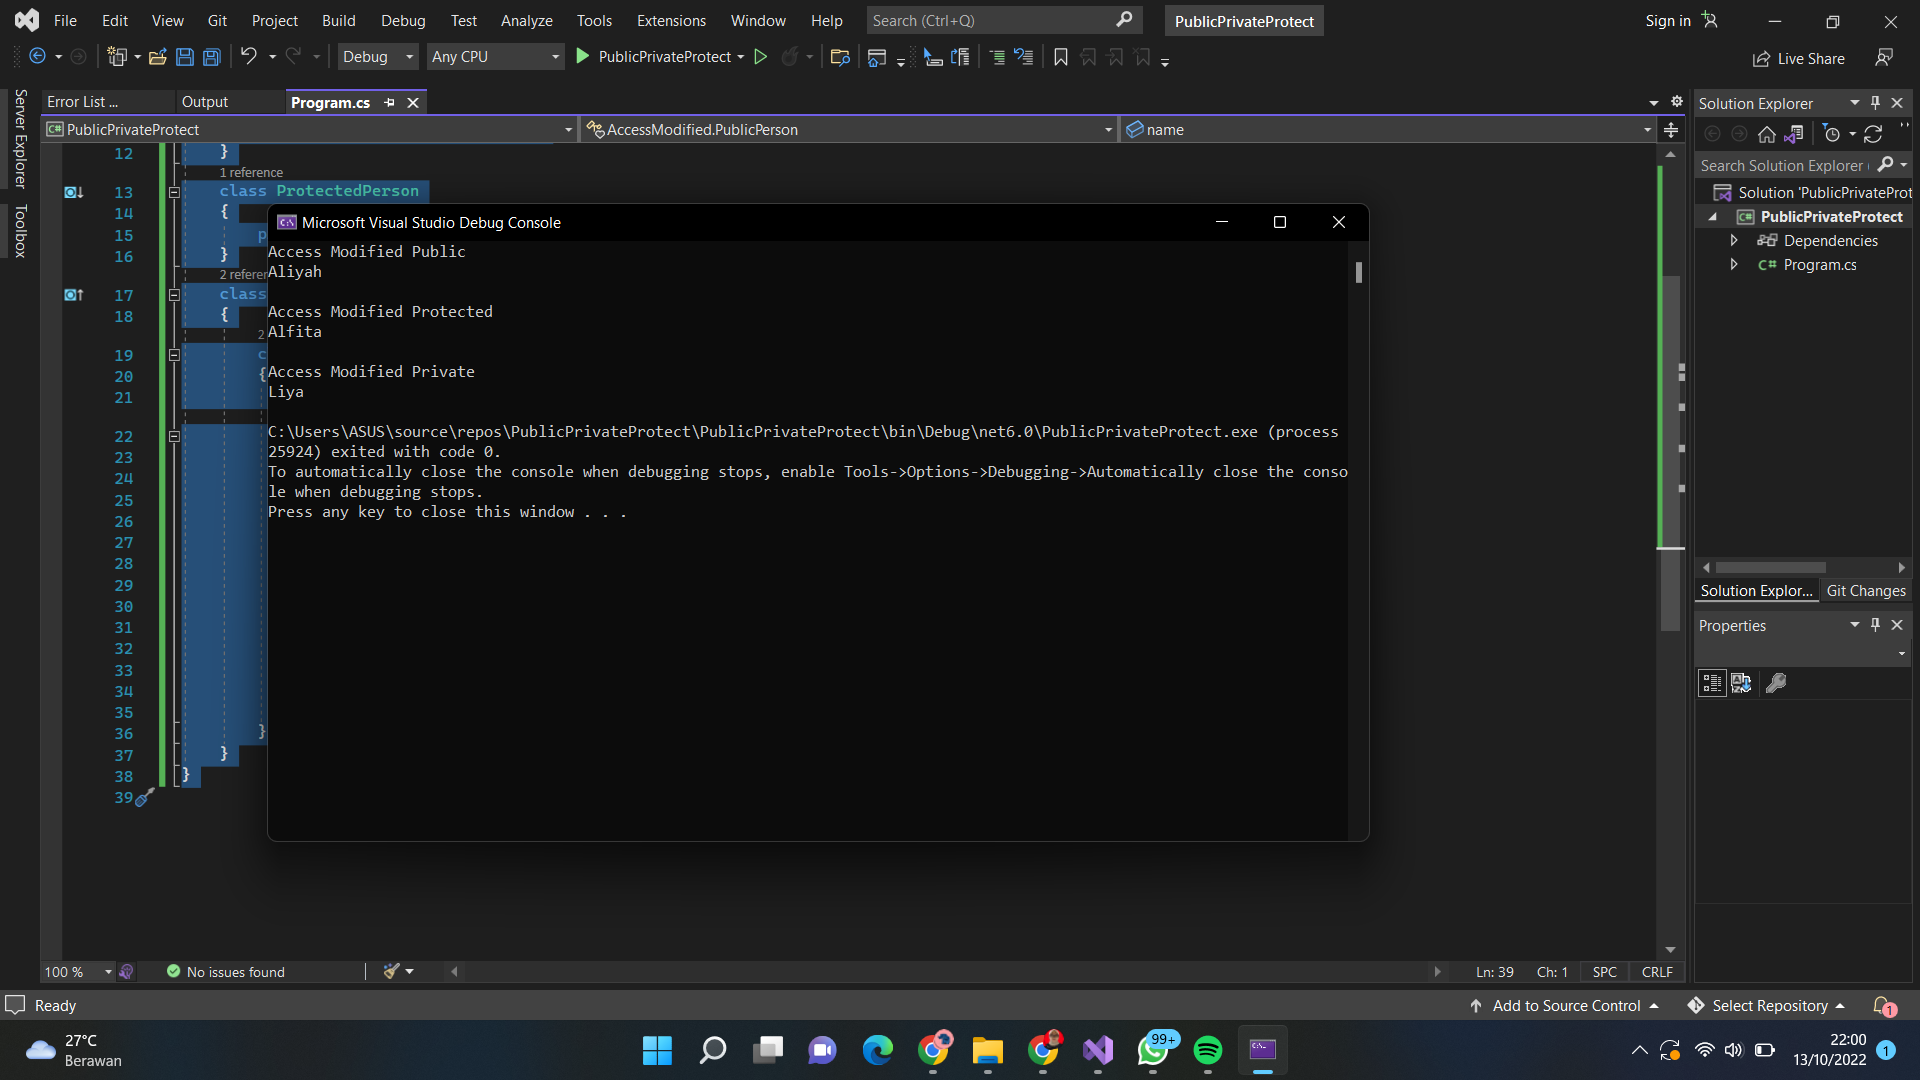 File Edit View Git Project Build Debug Test Analyze Tools Extensions Window Help Search (Ctrl+Q) PublicPrivateProtect Sign in
Debug Any CPU PublicPrivateProtect Live Share
Server Explorer
Toolbox
Error List ... Output Program.cs
PublicPrivateProtect AccessModified.PublicPerson name
12 }
1 reference
13 class ProtectedPerson
14 {
15 p
16 }
2 referen
17 class
18 {
2
19 c
20 {
21
22
23
24
25
26
27
28
29
30
31
32
33
34
35
36 }
37 }
38 }
39
Microsoft Visual Studio Debug Console
Access Modified Public
Aliyah
Access Modified Protected
Alfita
Access Modified Private
Liya
C:\Users\ASUS\source\repos\PublicPrivateProtect\PublicPrivateProtect\bin\Debug\net6.0\PublicPrivateProtect.exe (process
25924) exited with code 0.
To automatically close the console when debugging stops, enable Tools->Options->Debugging->Automatically close the conso
le when debugging stops.
Press any key to close this window . . .
Solution Explorer
Search Solution Explorer (
Solution 'PublicPrivateProt
C# PublicPrivateProtect
Dependencies
C# Program.cs
Solution Explor... Git Changes
Properties
100 % No issues found Ln: 39 Ch: 1 SPC CRLF
Ready Add to Source Control Select Repository 1
27°C
Berawan
99+
22:00
13/10/2022
1